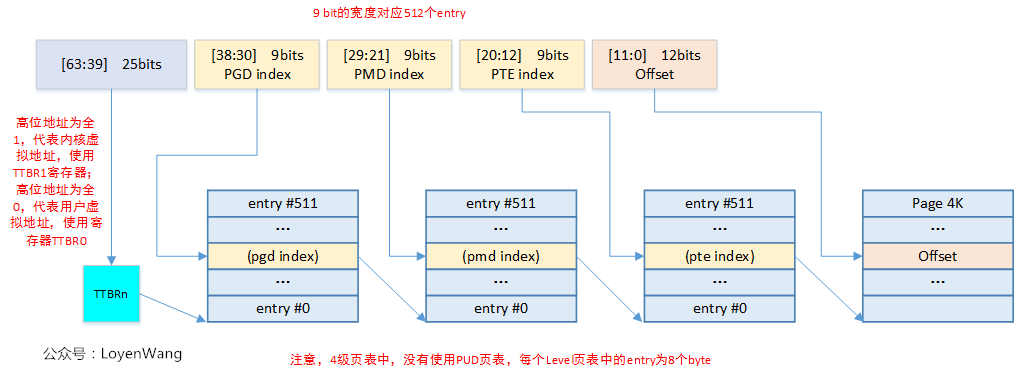 9 bit的宽度对应512个entry
[63:39] 25bits
[38:30] 9bits
PGD index
[29:21] 9bits
PMD index
[20:12] 9bits
PTE index
[11:0] 12bits
Offset
高位地址为全
1，代表内核虚
拟地址，使用
TTBR1寄存器；
高位地址为全
0，代表用户虚
拟地址，使用寄
存器TTBR0
TTBRn
entry #511
...
(pgd index)
...
entry #0
entry #511
...
(pmd index)
...
entry #0
entry #511
...
(pte index)
...
entry #0
Page 4K
...
Offset
...
公众号：LoyenWang
注意，4级页表中，没有使用PUD页表，每个Level页表中的entry为8个byte